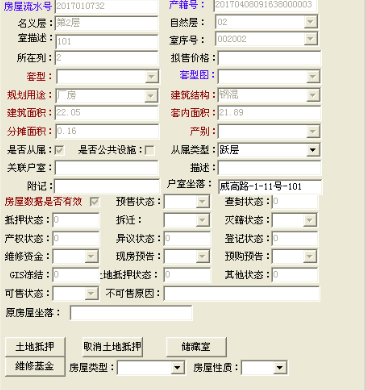 房屋流水号 2017010732 产籍号: 20170408091638000003
名义层: 第2层 自然层: 02
室描述: 101 室序号: 002002
所在列: 2 拟售价格:
套型: 套型图:
规划用途: 厂房 建筑结构: 钢混
建筑面积: 22.05 套内面积: 21.89
分摊面积: 0.16 产别:
是否从属: 是否公共设施: 从属类型: 跃层
关联户室: 描述:
附记: 户室坐落: 威高路-1-11号-101
房屋数据是否有效 预售状态: 查封状态: 0
抵押状态: 0 拆迁: 灭籍状态: 0
产权状态: 0 异议状态: 0 登记状态: 0
维修资金: 现房预告: 预购预告: 0
GIS冻结: 0 土地抵押状态: 0 其他状态: 0
可售状态: 不可售原因:
原房屋坐落:
土地抵押 取消土地抵押 储藏室
维修基金 房屋类型: 房屋性质: